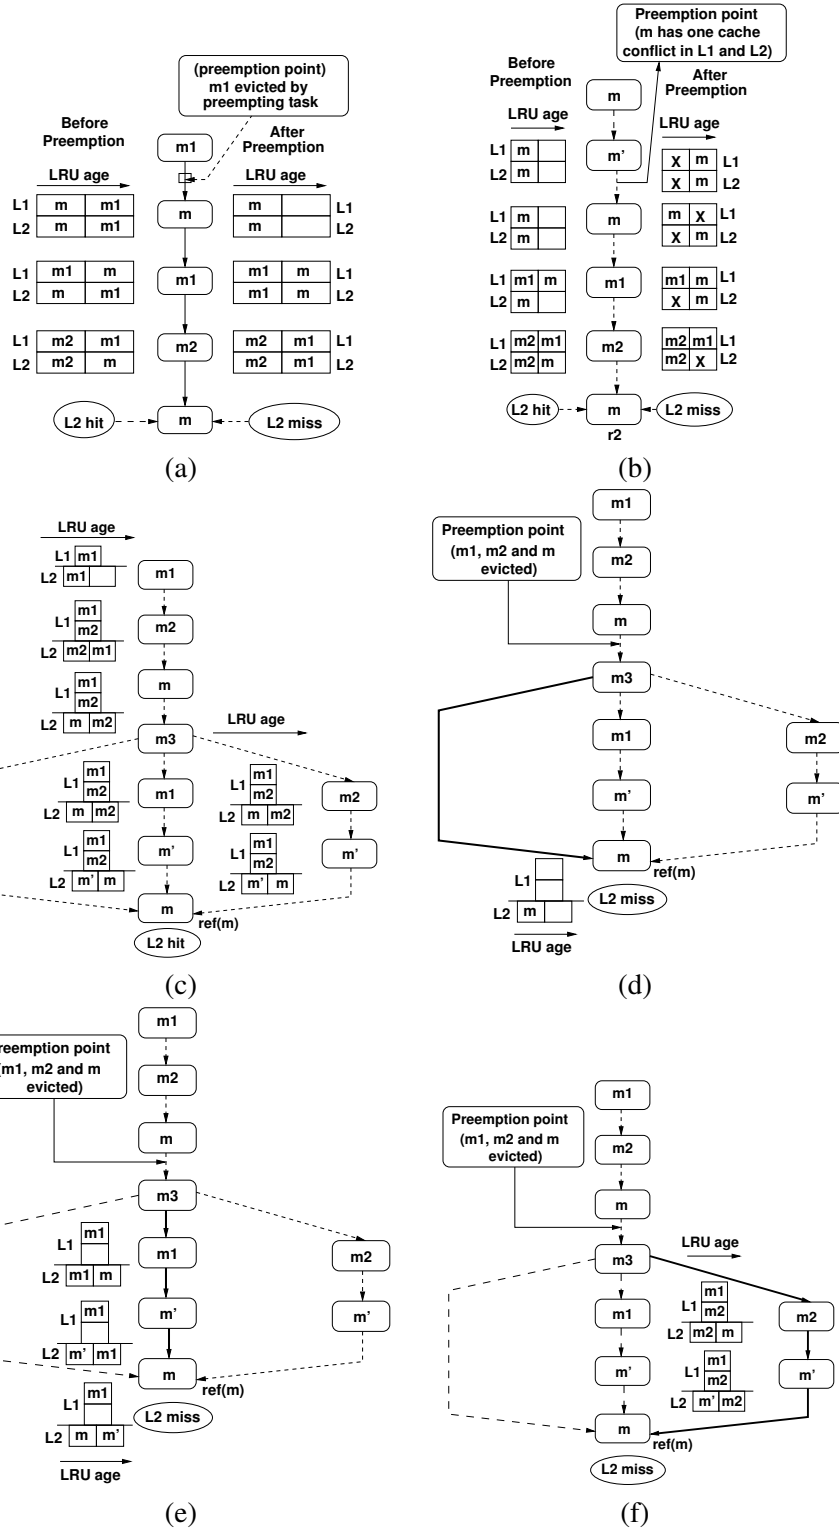 (preemption point)
m1 evicted by
preempting task
Before
Preemption
After
Preemption
LRU age
LRU age
m1
L1 m m1
L2 m m1
m
m L1
m L2
L1 m1 m
L2 m m1
m1
m1 m L1
m1 m L2
L1 m2 m1
L2 m2 m
m2
m2 m1 L1
m2 m1 L2
L2 hit
m
L2 miss
(a)
Preemption point
(m has one cache
conflict in L1 and L2)
Before
Preemption
After
Preemption
LRU age
LRU age
m
L1 m
L2 m
m'
X m L1
X m L2
L1 m
L2 m
m
m X L1
X m L2
L1 m1 m
L2 m
m1
m1 m L1
X m L2
L1 m2 m1
L2 m2 m
m2
m2 m1 L1
m2 X L2
L2 hit
m
L2 miss
r2
(b)
LRU age
L1 m1
L2 m1
m1
L1 m1
m2
L2 m2 m1
m2
L1 m1
m2
L2 m m2
m
m3
LRU age
L1 m1
m2
L2 m m2
m1
L1 m1
m2
L2 m m2
m2
L1 m1
m2
L2 m' m
m'
L1 m1
m2
L2 m' m
m'
m
ref(m)
L2 hit
(c)
m1
Preemption point
(m1, m2 and m
evicted)
m2
m
m3
m1
m2
m'
m'
m
ref(m)
L1
L2 m
L2 miss
LRU age
(d)
m1
reemption point
m1, m2 and m
evicted)
m2
m
m3
L1 m1
L2 m1 m
m1
m2
L1 m1
L2 m' m1
m'
m'
m
ref(m)
L1 m1
L2 m m'
L2 miss
LRU age
(e)
m1
Preemption point
(m1, m2 and m
evicted)
m2
m
m3
LRU age
m1
L1 m1
m2
L2 m2 m
m2
m'
L1 m1
m2
L2 m' m2
m'
m
ref(m)
L2 miss
(f)